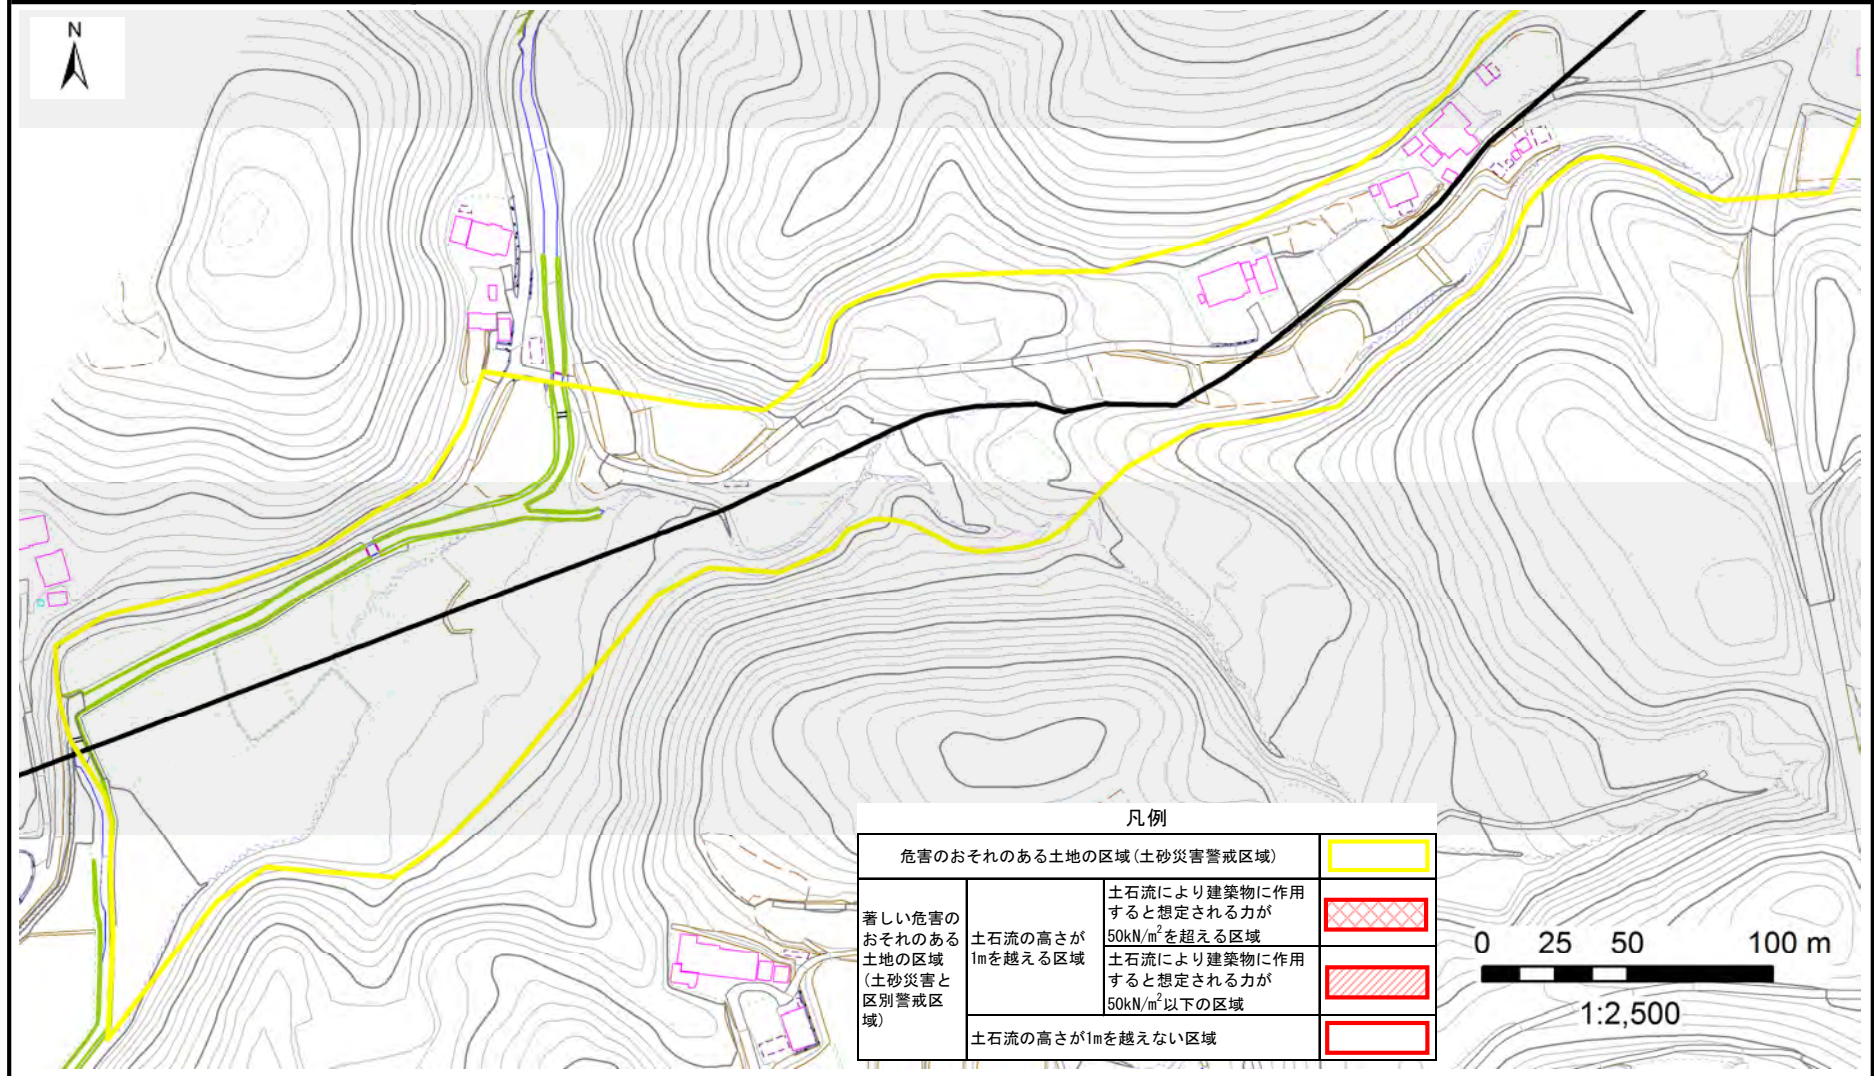 N
凡例
危害のおそれのある土地の区域(土砂災害警戒区域)
著しい危害の
おそれのある
土地の区域
(土砂災害と
区別警戒区
域)
土石流の高さが
1mを越える区域
土石流により建築物に作用
すると想定される力が
50kN/m²を超える区域
土石流により建築物に作用
すると想定される力が
50kN/m²以下の区域
土石流の高さが1mを越えない区域
0 25 50 100 m
1:2,500